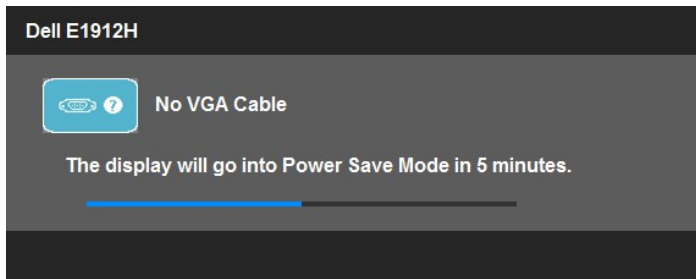 Dell E1912H
No VGA Cable
The display will go into Power Save Mode in 5 minutes.